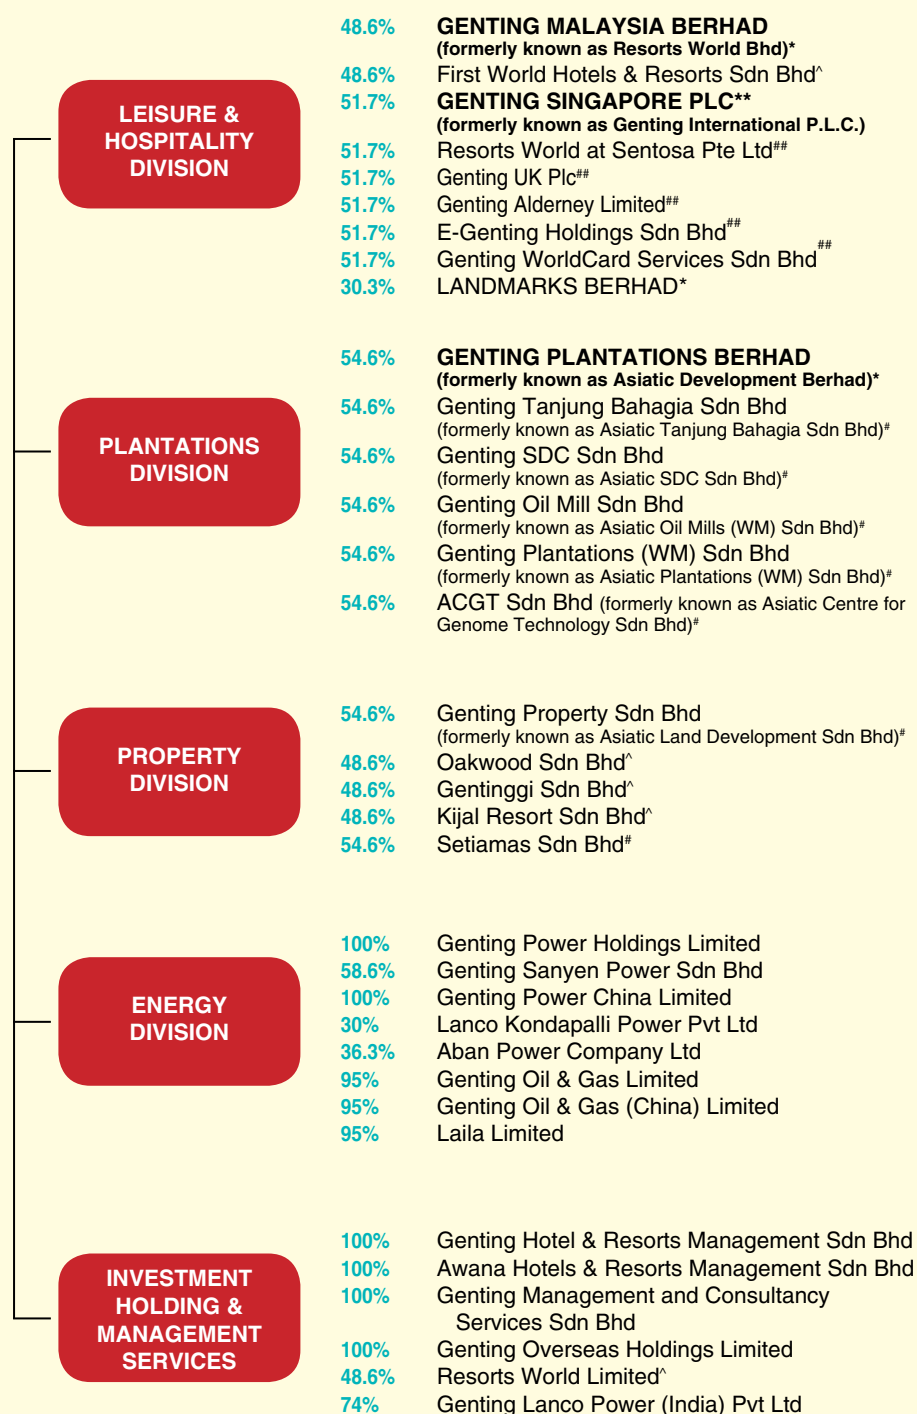 48.6% GENTING MALAYSIA BERHAD
(formerly known as Resorts World Bhd)*
48.6% First World Hotels & Resorts Sdn Bhd^
LEISURE &
HOSPITALITY
DIVISION
51.7% GENTING SINGAPORE PLC**
(formerly known as Genting International P.L.C.)
51.7% Resorts World at Sentosa Pte Ltd##
51.7% Genting UK Plc##
51.7% Genting Alderney Limited##
51.7% E-Genting Holdings Sdn Bhd##
51.7% Genting WorldCard Services Sdn Bhd##
30.3% LANDMARKS BERHAD*
PLANTATIONS
DIVISION
54.6% GENTING PLANTATIONS BERHAD
(formerly known as Asiatic Development Berhad)*
54.6% Genting Tanjung Bahagia Sdn Bhd
(formerly known as Asiatic Tanjung Bahagia Sdn Bhd)#
54.6% Genting SDC Sdn Bhd
(formerly known as Asiatic SDC Sdn Bhd)#
54.6% Genting Oil Mill Sdn Bhd
(formerly known as Asiatic Oil Mills (WM) Sdn Bhd)#
54.6% Genting Plantations (WM) Sdn Bhd
(formerly known as Asiatic Plantations (WM) Sdn Bhd)#
54.6% ACGT Sdn Bhd (formerly known as Asiatic Centre for
Genome Technology Sdn Bhd)#
PROPERTY
DIVISION
54.6% Genting Property Sdn Bhd
(formerly known as Asiatic Land Development Sdn Bhd)#
48.6% Oakwood Sdn Bhd^
48.6% Gentinggi Sdn Bhd^
48.6% Kijal Resort Sdn Bhd^
54.6% Setiamas Sdn Bhd#
ENERGY
DIVISION
100% Genting Power Holdings Limited
58.6% Genting Sanyen Power Sdn Bhd
100% Genting Power China Limited
30% Lanco Kondapalli Power Pvt Ltd
36.3% Aban Power Company Ltd
95% Genting Oil & Gas Limited
95% Genting Oil & Gas (China) Limited
95% Laila Limited
INVESTMENT
HOLDING &
MANAGEMENT
SERVICES
100% Genting Hotel & Resorts Management Sdn Bhd
100% Awana Hotels & Resorts Management Sdn Bhd
100% Genting Management and Consultancy
Services Sdn Bhd
100% Genting Overseas Holdings Limited
48.6% Resorts World Limited^
74% Genting Lanco Power (India) Pvt Ltd